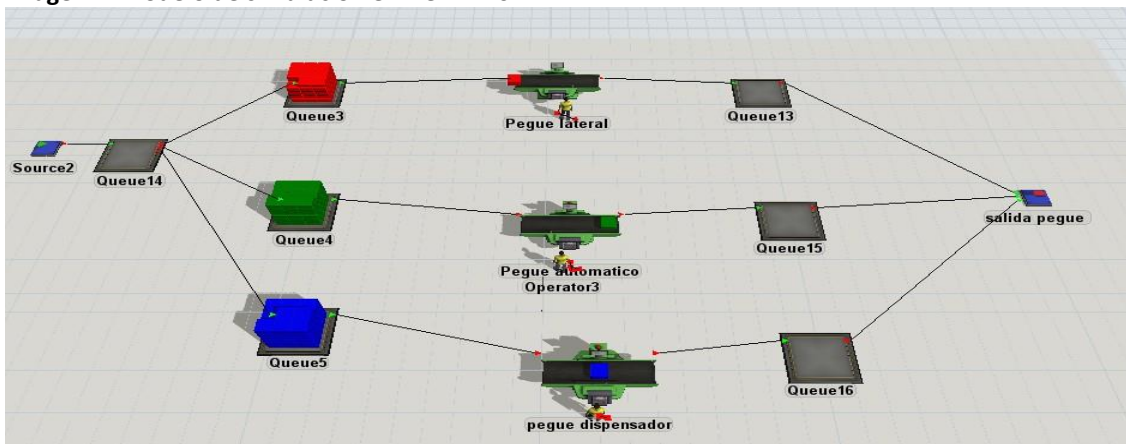 Queue3
Pegue lateral
Queue13
Source2
Queue14
Queue4
Pegue automatico
Operator3
Queue15
salida pegue
Queue5
pegue dispensador
Queue16